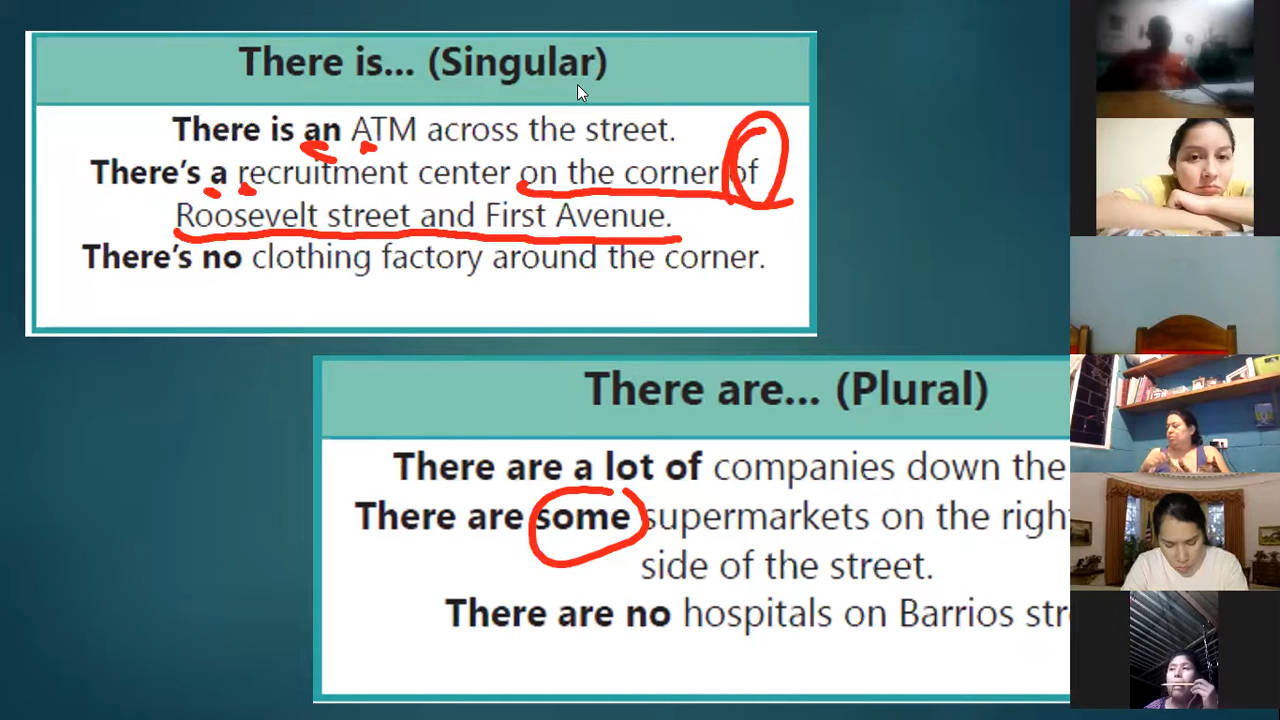 There is... (Singular)
There is an ATM across the street.
There's a recruitment center on the corner of
Roosevelt street and First Avenue.
There's no clothing factory around the corner.
There are... (Plural)
There are a lot of companies down the
There are some supermarkets on the right
side of the street.
There are no hospitals on Barrios